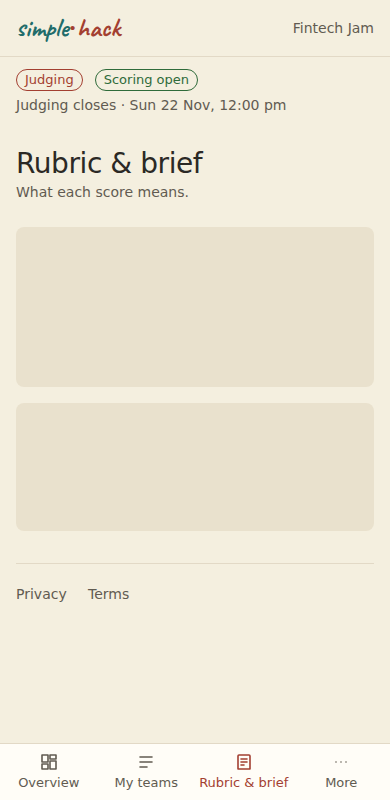 simple·hack
Fintech Jam
Judging
Scoring open
Judging closes · Sun 22 Nov, 12:00 pm
Rubric & brief
What each score means.
Privacy
Terms
Overview
My teams
Rubric & brief
More